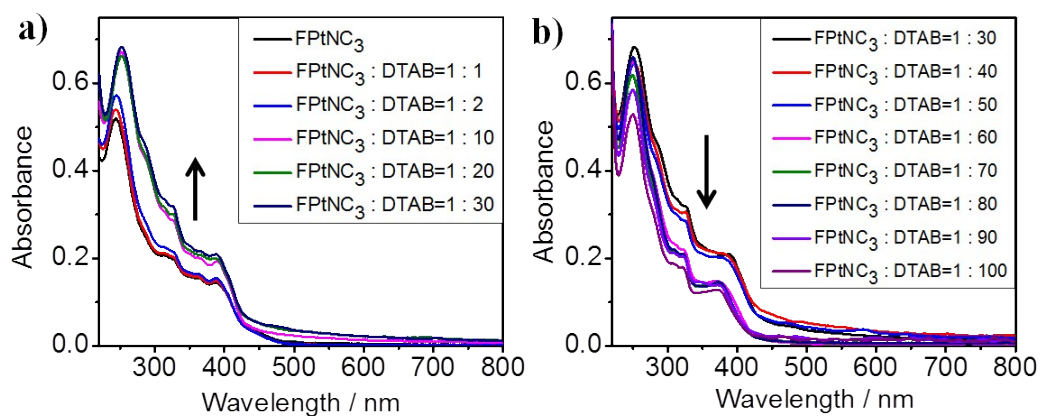 a)
FPtNC3
FPtNC3 : DTAB=1 : 1
FPtNC3 : DTAB=1 : 2
FPtNC3 : DTAB=1 : 10
FPtNC3 : DTAB=1 : 20
FPtNC3 : DTAB=1 : 30
0.6
0.4
0.2
0.0
Absorbance
300 400 500 600 700 800
Wavelength / nm
b)
FPtNC3 : DTAB=1 : 30
FPtNC3 : DTAB=1 : 40
FPtNC3 : DTAB=1 : 50
FPtNC3 : DTAB=1 : 60
FPtNC3 : DTAB=1 : 70
FPtNC3 : DTAB=1 : 80
FPtNC3 : DTAB=1 : 90
FPtNC3 : DTAB=1 : 100
0.6
0.4
0.2
0.0
Absorbance
300 400 500 600 700 800
Wavelength / nm